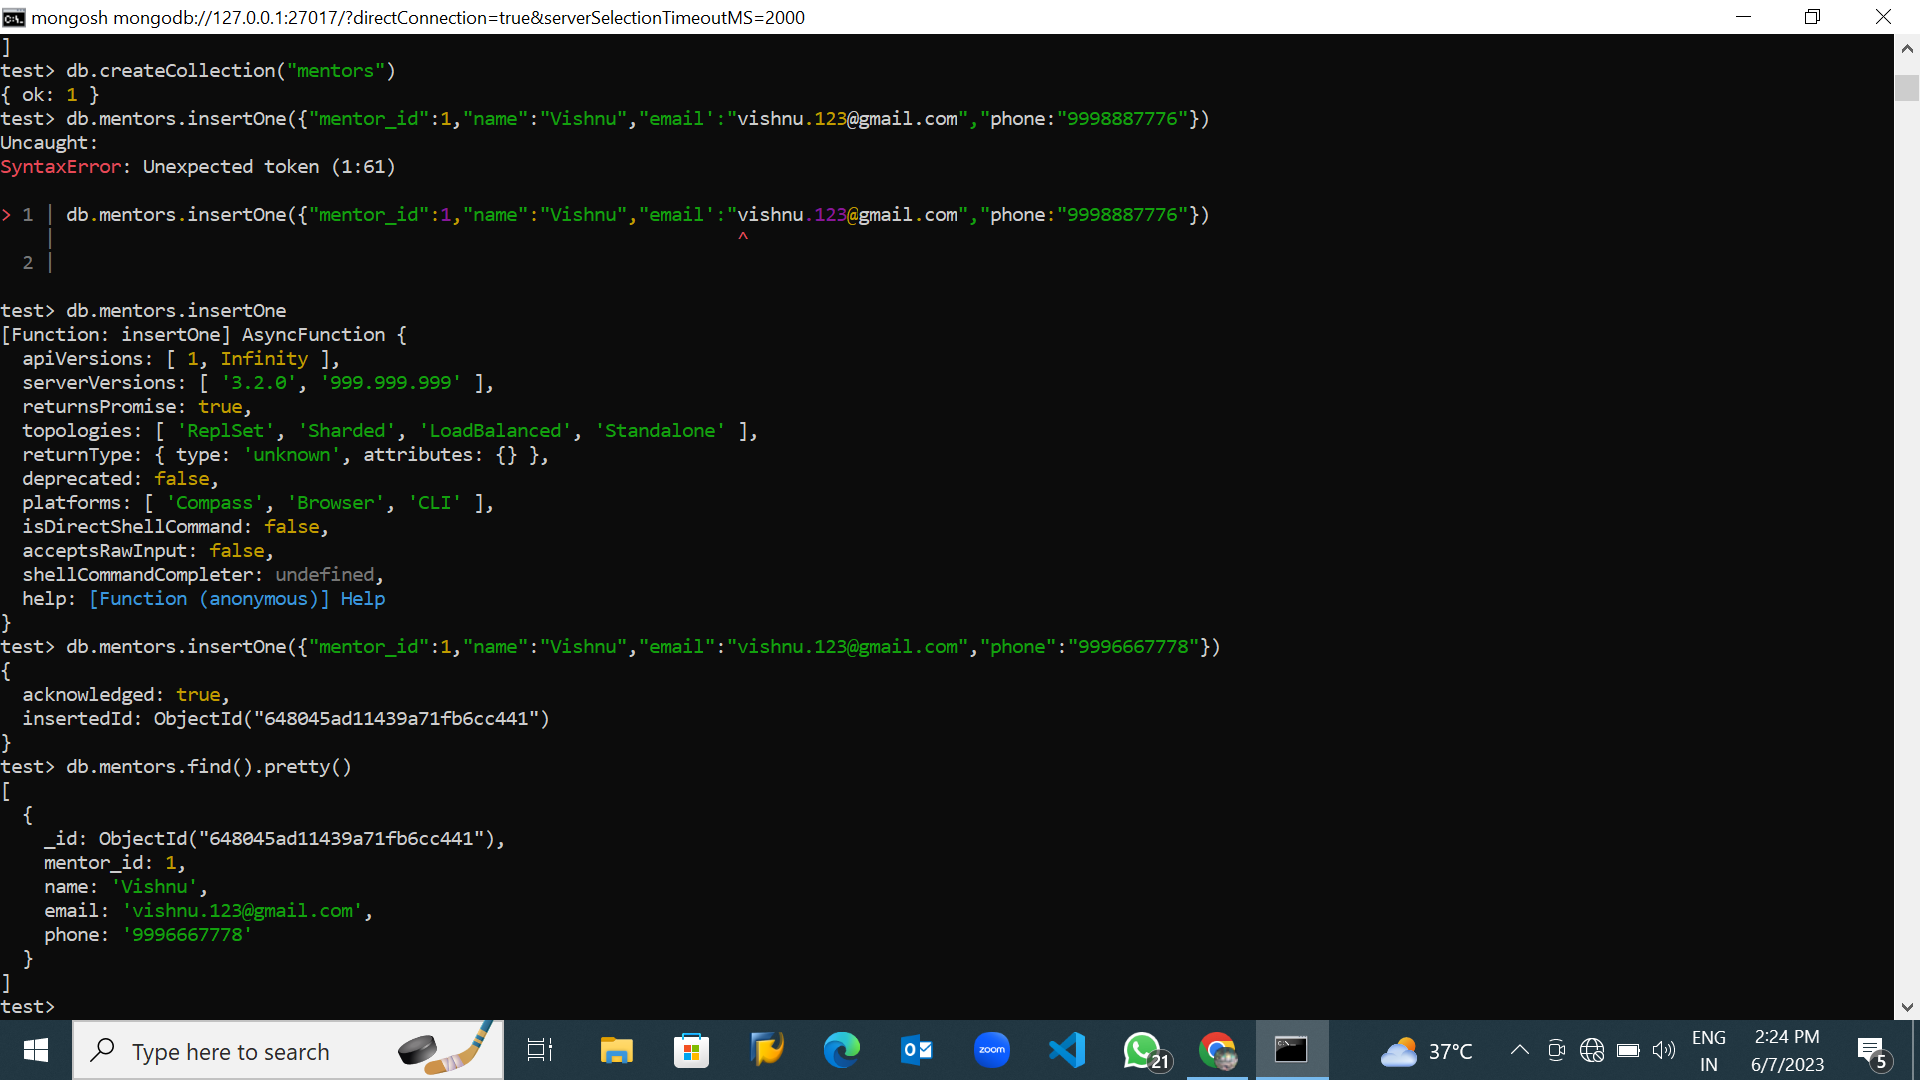 mongosh mongodb://127.0.0.1:27017/?directConnection=true&serverSelectionTimeoutMS=2000
]
test> db.createCollection("mentors")
{ ok: 1 }
test> db.mentors.insertOne({"mentor_id":1,"name":"Vishnu","email':"vishnu.123@gmail.com","phone:"9998887776"})
Uncaught:
SyntaxError: Unexpected token (1:61)
> 1 | db.mentors.insertOne({"mentor_id":1,"name":"Vishnu","email':"vishnu.123@gmail.com","phone:"9998887776"})
| ^
2 |
test> db.mentors.insertOne
[Function: insertOne] AsyncFunction {
apiVersions: [ 1, Infinity ],
serverVersions: [ '3.2.0', '999.999.999' ],
returnsPromise: true,
topologies: [ 'ReplSet', 'Sharded', 'LoadBalanced', 'Standalone' ],
returnType: { type: 'unknown', attributes: {} },
deprecated: false,
platforms: [ 'Compass', 'Browser', 'CLI' ],
isDirectShellCommand: false,
acceptsRawInput: false,
shellCommandCompleter: undefined,
help: [Function (anonymous)] Help
}
test> db.mentors.insertOne({"mentor_id":1,"name":"Vishnu","email":"vishnu.123@gmail.com","phone":"9996667778"})
{
acknowledged: true,
insertedId: ObjectId("648045ad11439a71fb6cc441")
}
test> db.mentors.find().pretty()
[
{
_id: ObjectId("648045ad11439a71fb6cc441"),
mentor_id: 1,
name: 'Vishnu',
email: 'vishnu.123@gmail.com',
phone: '9996667778'
}
]
test>
Type here to search
zoom
21
37°C
ENG
IN
2:24 PM
6/7/2023
5